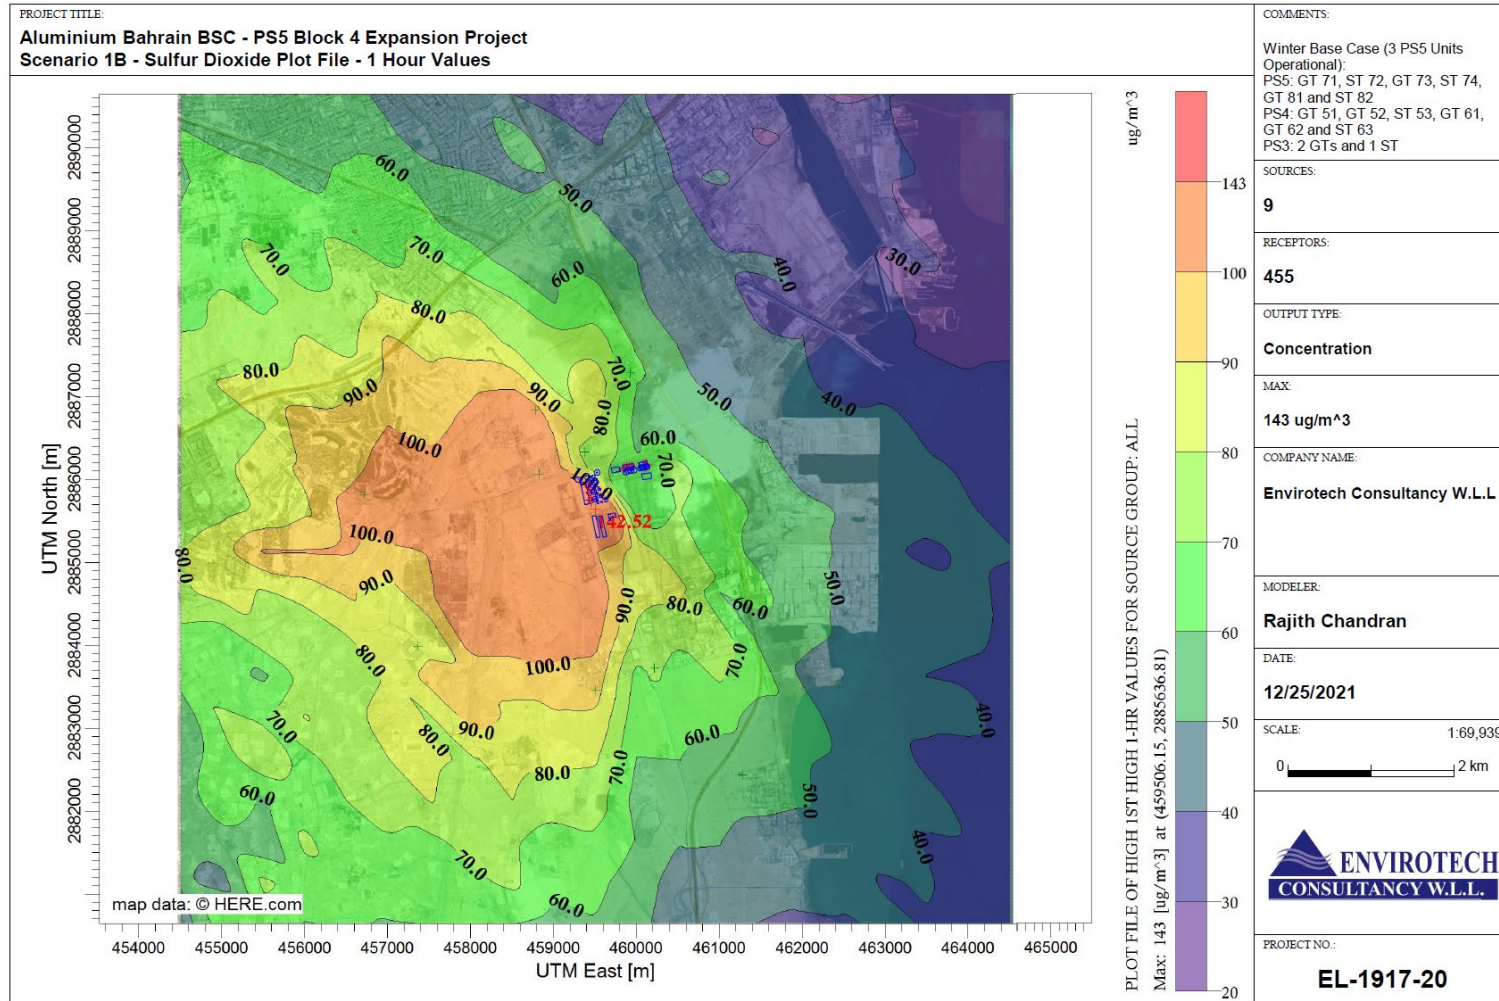 PROJECT TITLE:
Aluminium Bahrain BSC - PS5 Block 4 Expansion Project
Scenario 1B - Sulfur Dioxide Plot File - 1 Hour Values
COMMENTS:
Winter Base Case (3 PS5 Units
Operational):
PS5: GT 71, ST 72, GT 73, ST 74,
GT 81 and ST 82
PS4: GT 51, GT 52, ST 53, GT 61,
GT 62 and ST 63
PS3: 2 GTs and 1 ST
SOURCES:
9
RECEPTORS:
455
OUTPUT TYPE:
Concentration
MAX:
143 ug/m^3
COMPANY NAME:
Envirotech Consultancy W.L.L
MODELER:
Rajith Chandran
DATE:
12/25/2021
SCALE:
1:69,939
0
2 km
ENVIROTECH
CONSULTANCY W.L.L.
PROJECT NO.:
EL-1917-20
UTM North [m]
2890000
2889000
2888000
2887000
2886000
2885000
2884000
2883000
2882000
60.0
50.0
70.0
70.0
60.0
40.0
30.0
80.0
80.0
90.0
90.0
70.0
50.0
40.0
80.0
100.0
60.0
70.0
100.0
142.52
100.0
80.0
90.0
50.0
90.0
80.0
60.0
80.0
100.0
70.0
70.0
90.0
80.0
60.0
40.0
80.0
70.0
60.0
50.0
40.0
70.0
60.0
map data: © HERE.com
454000
455000
456000
457000
458000
459000
460000
461000
462000
463000
464000
465000
UTM East [m]
PLOT FILE OF HIGH 1ST HIGH 1-HR VALUES FOR SOURCE GROUP: ALL
Max: 143 [ug/m^3] at (459506.15, 2885636.81)
ug/m^3
143
100
90
80
70
60
50
40
30
20